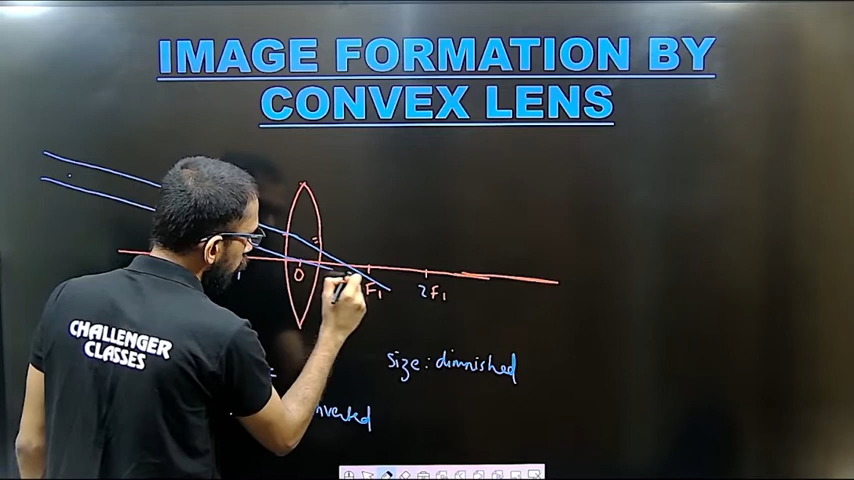 IMAGE FORMATION BY
CONVEX LENS
O
F1
2F1
CHALLENGER
CLASSES
Size: diminished